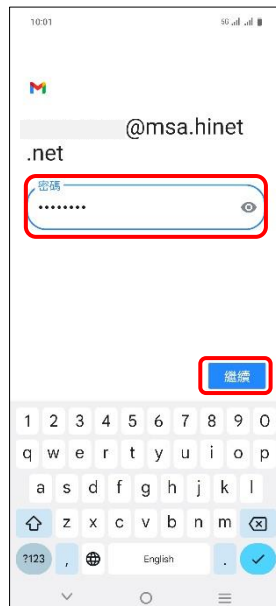 10:01
5G
@msa.hinet
.net
密碼
••••••••
繼續
1 2 3 4 5 6 7 8 9 0
q w e r t y u i o p
a s d f g h j k l
z x c v b n m
?123 , English .